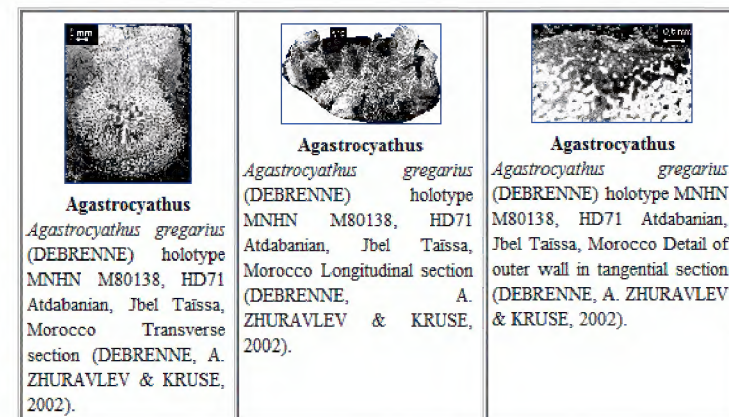 1 mm
Agastrocyathus
Agastrocyathus gregarius
(DEBRENNE) holotype
MNHN M80138, HD71
Atdabanian, Jbel Taïssa,
Morocco Transverse
section (DEBRENNE, A.
ZHURAVLEV & KRUSE,
2002).
Agastrocyathus
Agastrocyathus gregarius
(DEBRENNE) holotype
MNHN M80138, HD71
Atdabanian, Jbel Taïssa,
Morocco Longitudinal section
(DEBRENNE, A.
ZHURAVLEV & KRUSE,
2002).
0,5 mm
Agastrocyathus
Agastrocyathus gregarius
(DEBRENNE) holotype MNHN
M80138, HD71 Atdabanian,
Jbel Taïssa, Morocco Detail of
outer wall in tangential section
(DEBRENNE, A. ZHURAVLEV
& KRUSE, 2002).